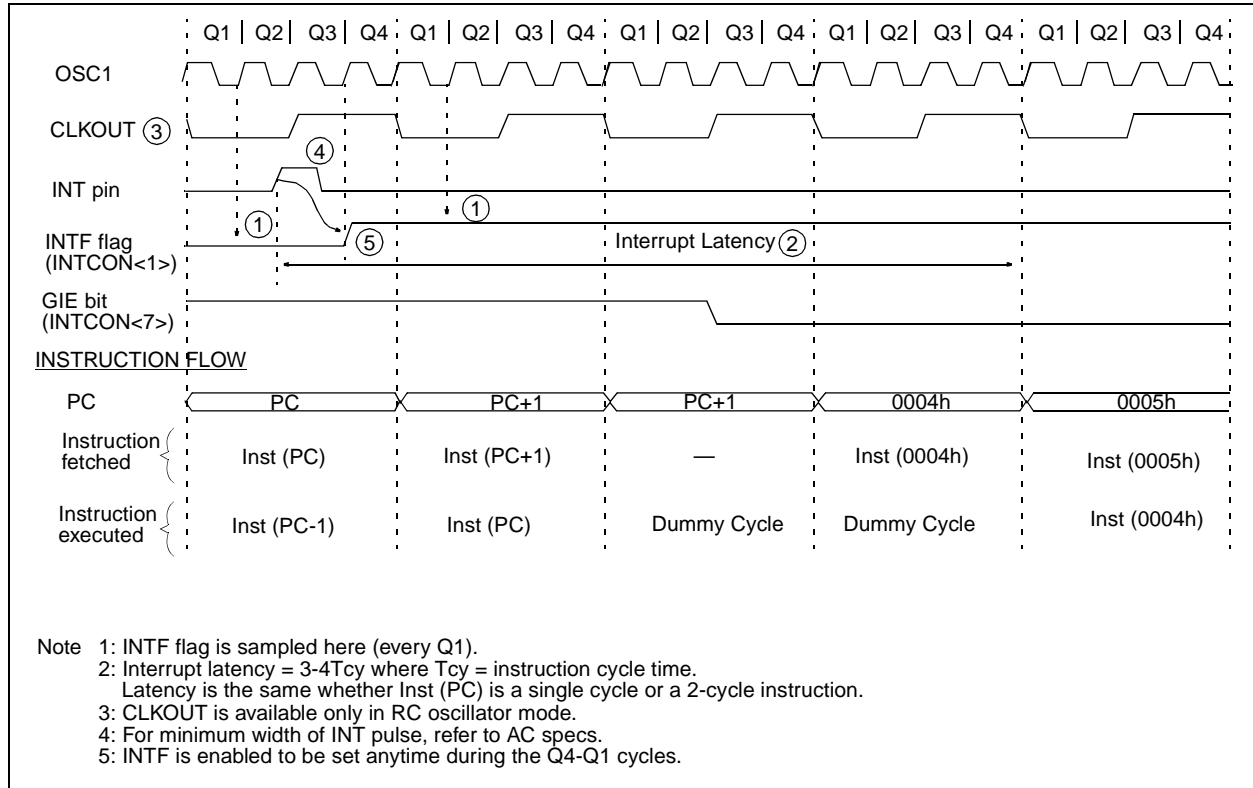 Q1 | Q2 | Q3 | Q4 Q1 | Q2 | Q3 | Q4 Q1 | Q2 | Q3 | Q4 Q1 | Q2 | Q3 | Q4 Q1 | Q2 | Q3 | Q4
OSC1
CLKOUT 3
4
INT pin
1 1
INTF flag
(INTCON<1>)
5
Interrupt Latency 2
GIE bit
(INTCON<7>)
INSTRUCTION FLOW
PC PC PC+1 PC+1 0004h 0005h
Instruction
fetched
Inst (PC) Inst (PC+1) — Inst (0004h) Inst (0005h)
Instruction
executed
Inst (PC-1) Inst (PC) Dummy Cycle Dummy Cycle Inst (0004h)
Note 1: INTF flag is sampled here (every Q1).
2: Interrupt latency = 3-4Tcy where Tcy = instruction cycle time.
Latency is the same whether Inst (PC) is a single cycle or a 2-cycle instruction.
3: CLKOUT is available only in RC oscillator mode.
4: For minimum width of INT pulse, refer to AC specs.
5: INTF is enabled to be set anytime during the Q4-Q1 cycles.